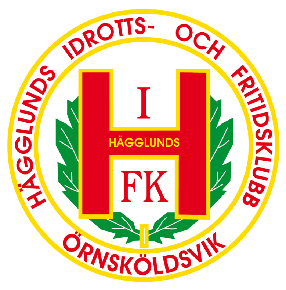 HÄGGLUNDS IDROTTS- OCH FRITIDSKLUBB
I
HÄGGLUNDS
FK
ÖRNSKÖLDSVIK